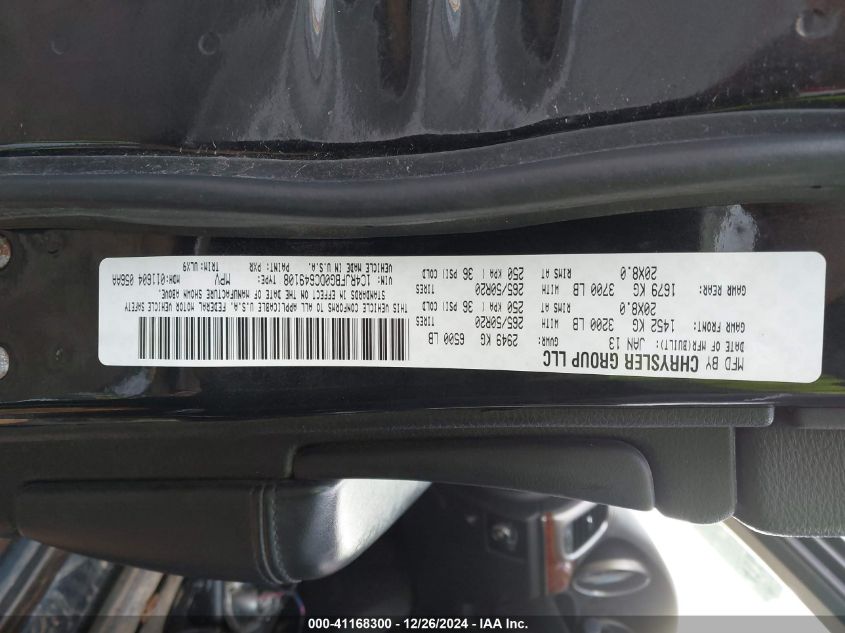 MFD BY CHRYSLER GROUP LLC
DATE OF MFR(BUILT): JAN 13 GVWR: 2949 KG 6500 LB
GAWR FRONT: 1452 KG 3200 LB WITH 265/50R20 TIRES
20X8.0 RIMS AT 250 KPA ( 36 PSI) COLD
GAWR REAR: 1679 KG 3700 LB WITH 265/50R20 TIRES
20X8.0 RIMS AT 250 KPA ( 36 PSI) COLD
THIS VEHICLE CONFORMS TO ALL APPLICABLE U.S.A. FEDERAL MOTOR VEHICLE SAFETY
STANDARDS IN EFFECT ON THE DATE OF MANUFACTURE SHOWN ABOVE.
VIN: 1C4RJFBG0DC649108 TYPE: MPV MDH:011604 056AA
VEHICLE MADE IN U.S.A. PAINT: PXR TRIM: ULX9
000-41168300 - 12/26/2024 - IAA Inc.